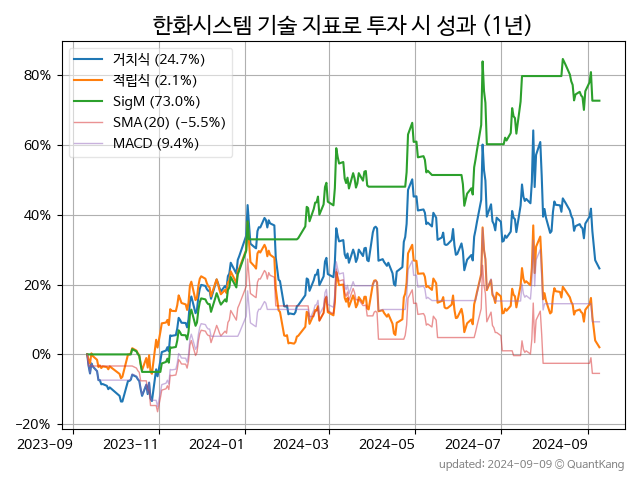 한화시스템 기술 지표로 투자 시 성과 (1년)
거치식 (24.7%)
적립식 (2.1%)
SigM (73.0%)
SMA(20) (-5.5%)
MACD (9.4%)
80%
60%
40%
20%
0%
−20%
2023-09 2023-11 2024-01 2024-03 2024-05 2024-07 2024-09
updated: 2024-09-09 © QuantKang